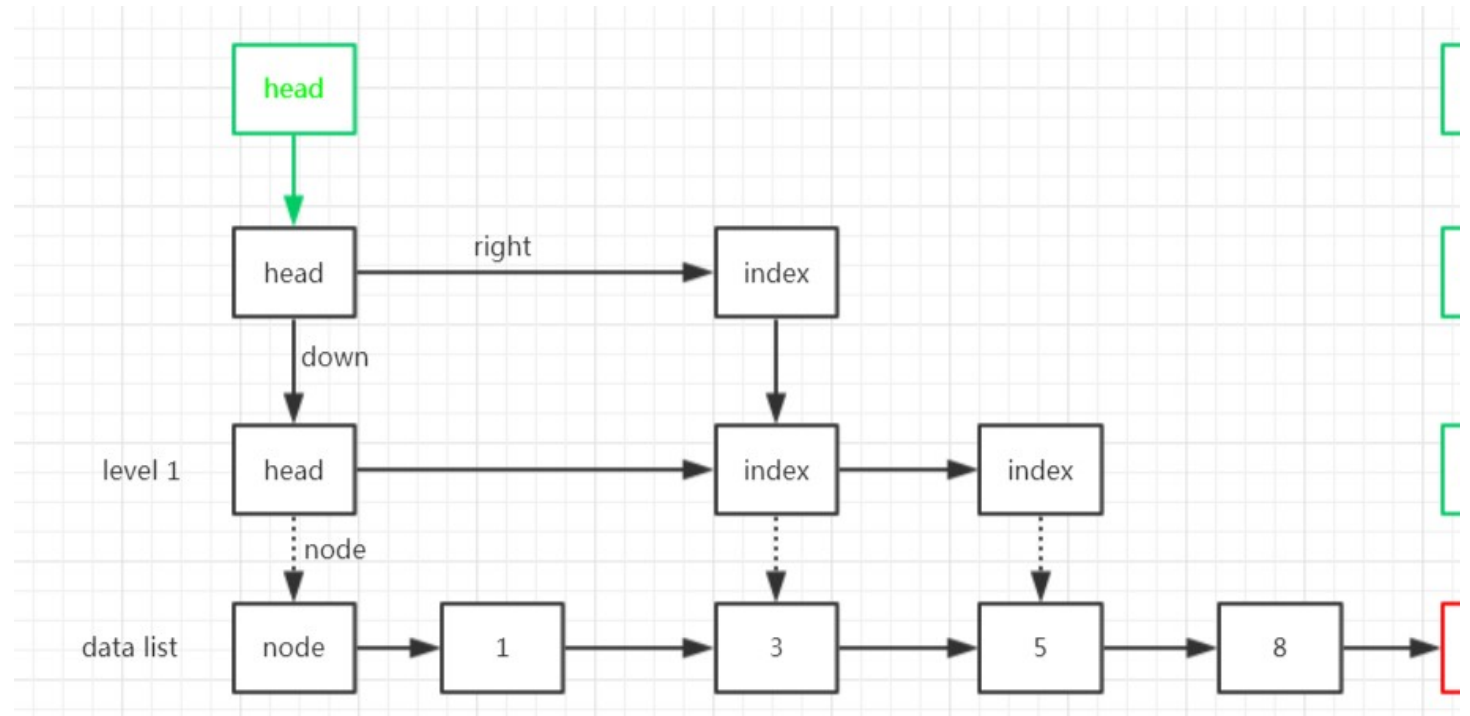 head
right
head
index
down
level 1
head
index
index
node
data list
node
1
3
5
8